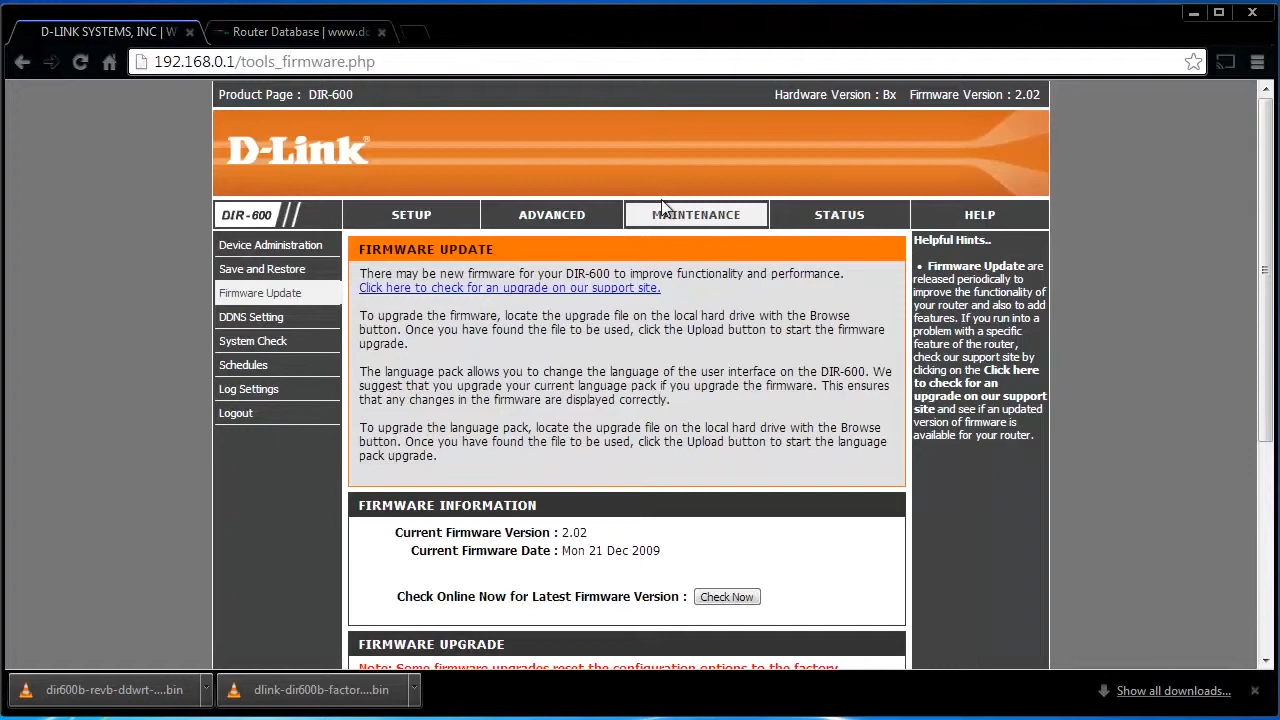 D-LINK SYSTEMS, INC | W
Router Database | www.dd
192.168.0.1/tools_firmware.php
Product Page : DIR-600
Hardware Version : Bx
Firmware Version : 2.02
D-Link®
DIR-600
SETUP
ADVANCED
MAINTENANCE
STATUS
HELP
Device Administration
Save and Restore
Firmware Update
DDNS Setting
System Check
Schedules
Log Settings
Logout
FIRMWARE UPDATE
There may be new firmware for your DIR-600 to improve functionality and performance.
Click here to check for an upgrade on our support site.
To upgrade the firmware, locate the upgrade file on the local hard drive with the Browse
button. Once you have found the file to be used, click the Upload button to start the firmware
upgrade.
The language pack allows you to change the language of the user interface on the DIR-600. We
suggest that you upgrade your current language pack if you upgrade the firmware. This ensures
that any changes in the firmware are displayed correctly.
To upgrade the language pack, locate the upgrade file on the local hard drive with the Browse
button. Once you have found the file to be used, click the Upload button to start the language
pack upgrade.
FIRMWARE INFORMATION
Current Firmware Version : 2.02
Current Firmware Date : Mon 21 Dec 2009
Check Online Now for Latest Firmware Version :
Check Now
FIRMWARE UPGRADE
Note: Some firmware upgrades reset the configuration options to the factory
Helpful Hints..
• Firmware Update are
released periodically to
improve the functionality of
your router and also to add
features. If you run into a
problem with a specific
feature of the router,
check our support site by
clicking on the Click here
to check for an
upgrade on our support
site and see if an updated
version of firmware is
available for your router.
dir600b-revb-ddwrt-....bin
dlink-dir600b-factor....bin
Show all downloads...